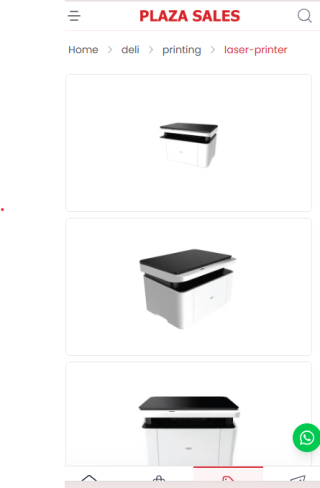 PLAZA SALES
Home > deli > printing > laser-printer